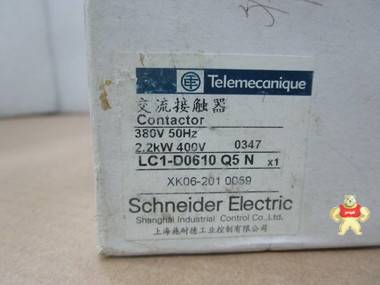 Telemecanique
交流接触器
Contactor
380V 50Hz
2.2kW 400V 0347
LC1-D0610 Q5 N x1
XK06-201 0059
Schneider Electric
Shanghai Industrial Control Co.,Ltd.
上海施耐德工业控制有限公司